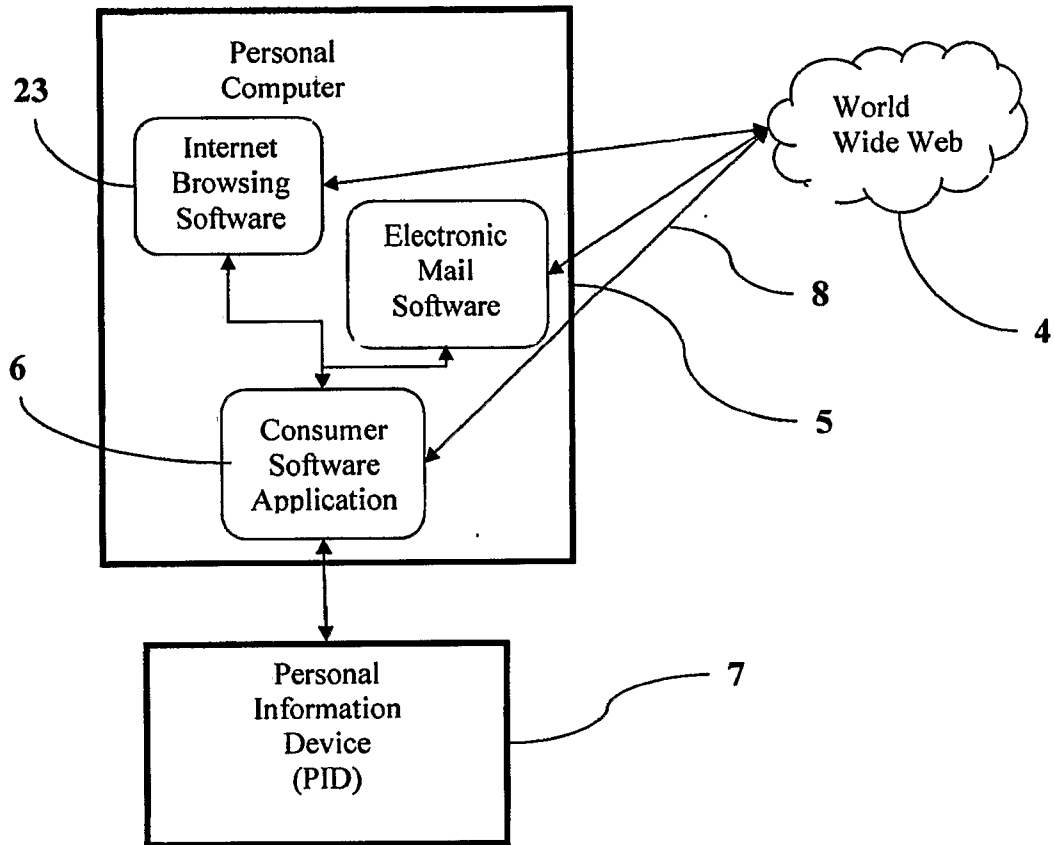 Personal
Computer
23
Internet
Browsing
Software
World
Wide Web
Electronic
Mail
Software
8
4
6
5
Consumer
Software
Application
Personal
Information
Device
(PID)
7